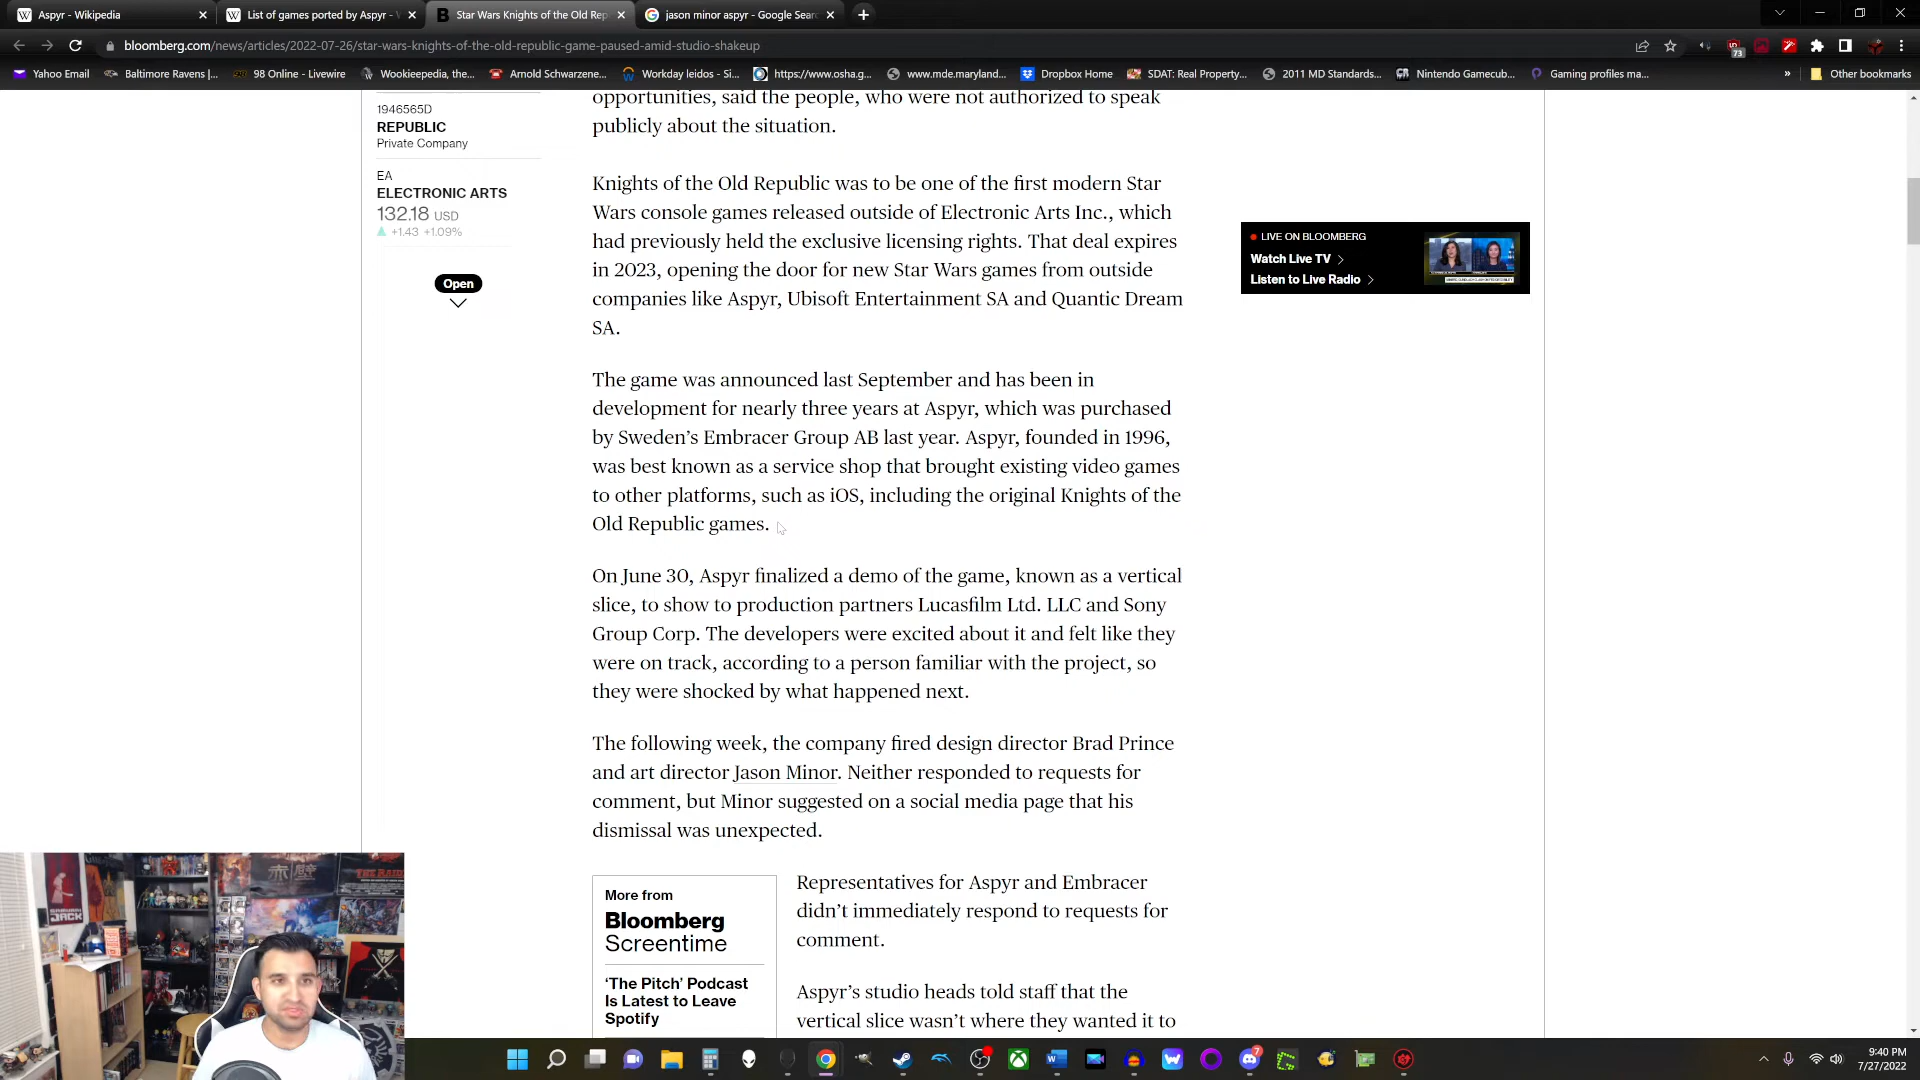 Aspyr - Wikipedia
List of games ported by Aspyr - W
Star Wars Knights of the Old Rep
jason minor aspyr - Google Sear
bloomberg.com/news/articles/2022-07-26/star-wars-knights-of-the-old-republic-game-paused-amid-studio-shakeup
73
Yahoo Email
Baltimore Ravens |...
98 Online - Livewire
Wookieepedia, the...
Arnold Schwarzene...
Workday leidos - Si...
https://www.osha.g...
www.mde.maryland...
Dropbox Home
SDAT: Real Property...
2011 MD Standards...
Nintendo Gamecub...
Gaming profiles ma...
»
Other bookmarks
1946565D
REPUBLIC
Private Company
EA
ELECTRONIC ARTS
132.18 USD
+1.43 +1.09%
Open
opportunities, said the people, who were not authorized to speak
publicly about the situation.
Knights of the Old Republic was to be one of the first modern Star
Wars console games released outside of Electronic Arts Inc., which
had previously held the exclusive licensing rights. That deal expires
in 2023, opening the door for new Star Wars games from outside
companies like Aspyr, Ubisoft Entertainment SA and Quantic Dream
SA.
LIVE ON BLOOMBERG
Watch Live TV >
Listen to Live Radio >
The game was announced last September and has been in
development for nearly three years at Aspyr, which was purchased
by Sweden’s Embracer Group AB last year. Aspyr, founded in 1996,
was best known as a service shop that brought existing video games
to other platforms, such as iOS, including the original Knights of the
Old Republic games.
On June 30, Aspyr finalized a demo of the game, known as a vertical
slice, to show to production partners Lucasfilm Ltd. LLC and Sony
Group Corp. The developers were excited about it and felt like they
were on track, according to a person familiar with the project, so
they were shocked by what happened next.
The following week, the company fired design director Brad Prince
and art director Jason Minor. Neither responded to requests for
comment, but Minor suggested on a social media page that his
dismissal was unexpected.
More from
Bloomberg
Screentime
‘The Pitch’ Podcast
Is Latest to Leave
Spotify
Representatives for Aspyr and Embracer
didn’t immediately respond to requests for
comment.
Aspyr’s studio heads told staff that the
vertical slice wasn’t where they wanted it to
SAMURAI
JACK
赤壁
THE RAID
7
9:40 PM
7/27/2022